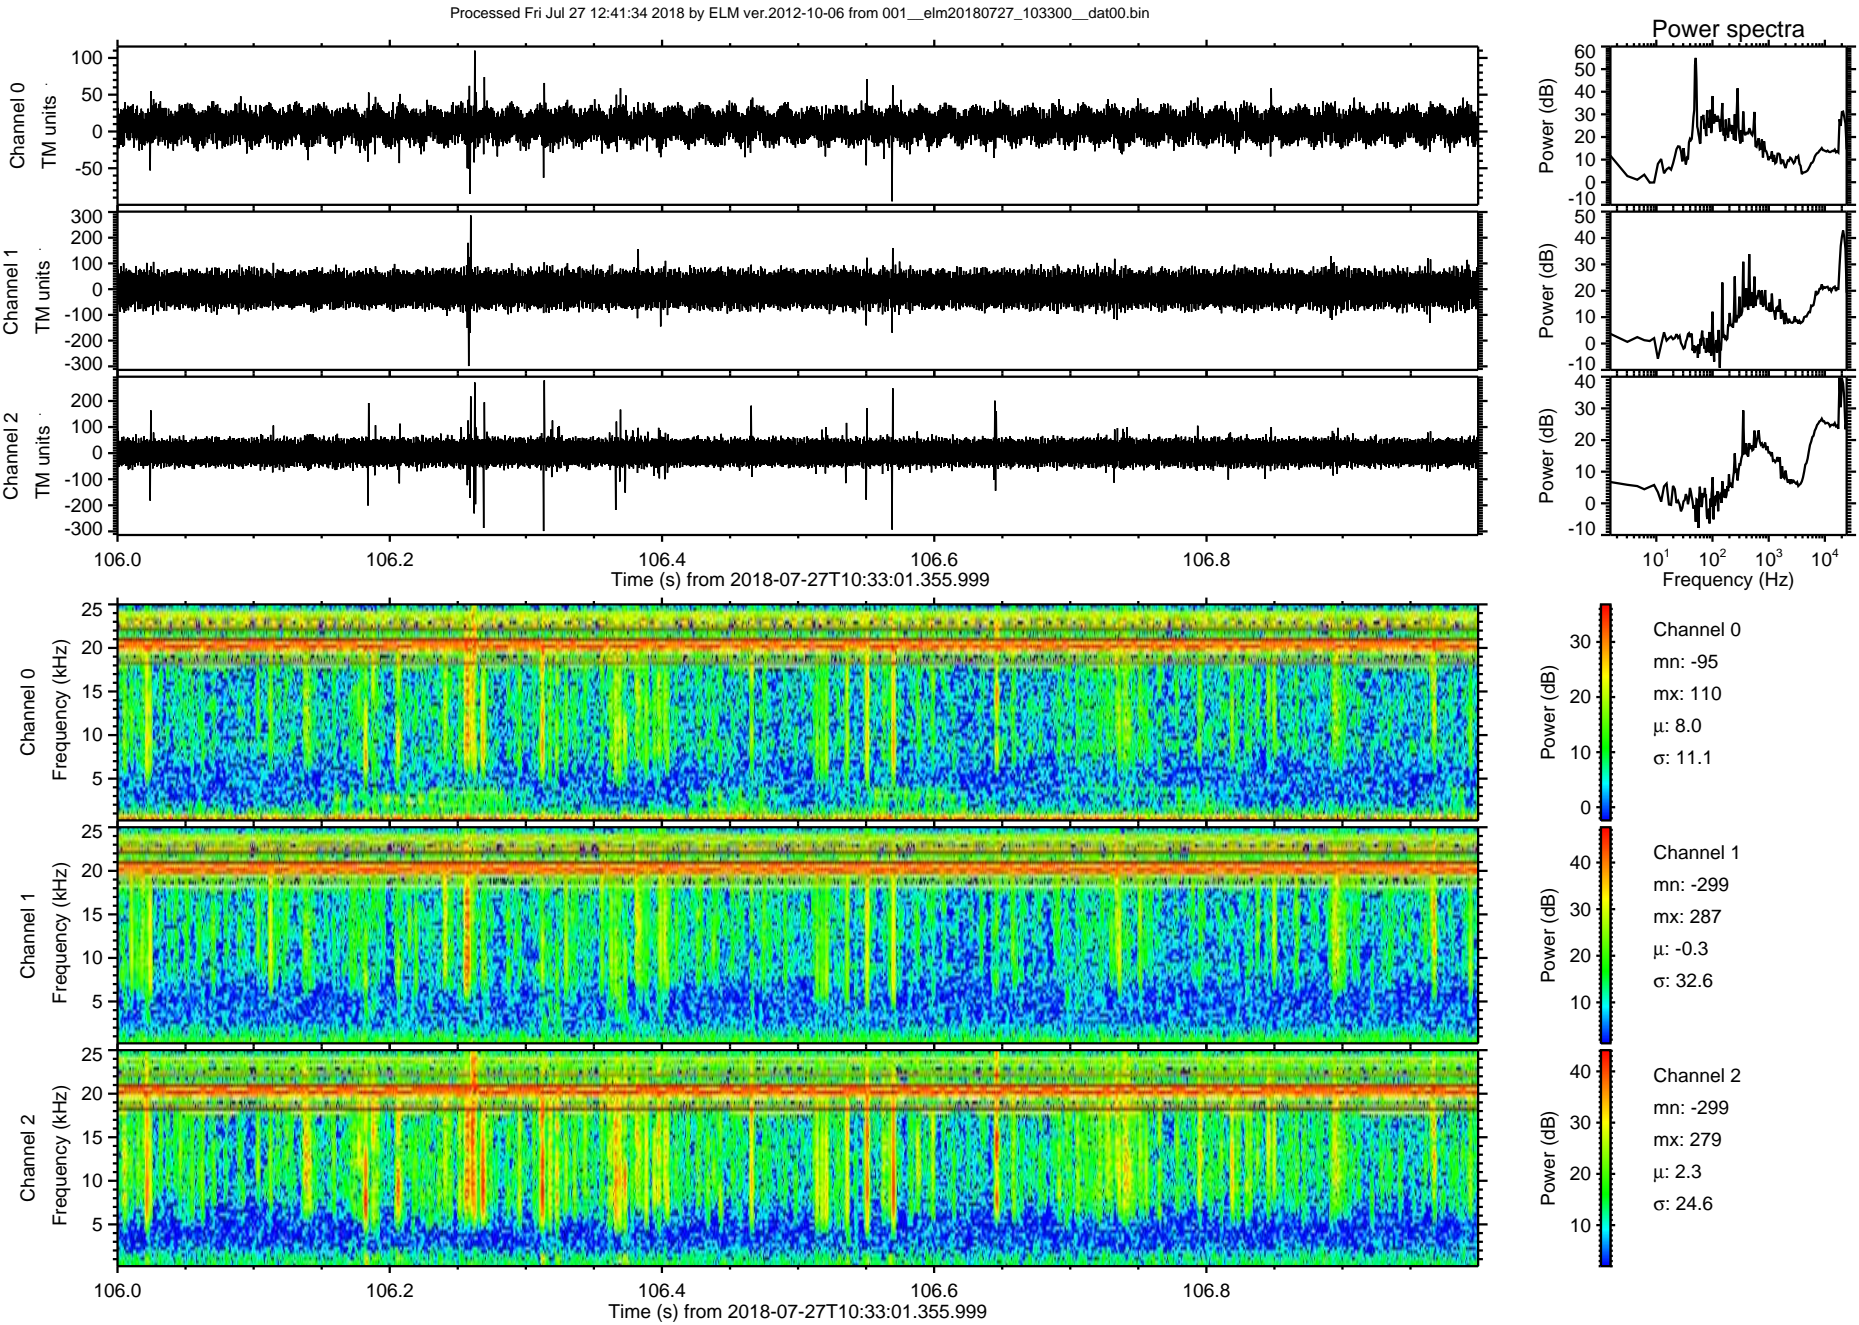 Processed Fri Jul 27 12:41:34 2018 by ELM ver.2012-10-06 from 001__elm20180727_103300__dat00.bin
Power spectra
Channel 0
TM units
100
50
0
-50
Power (dB)
60
50
40
30
20
10
0
-10
Channel 1
TM units
300
200
100
0
-100
-200
-300
Power (dB)
50
40
30
20
10
0
-10
Channel 2
TM units
200
100
0
-100
-200
-300
Power (dB)
40
30
20
10
0
-10
106.0 106.2 106.4 106.6 106.8
Time (s) from 2018-07-27T10:33:01.355.999
10^1 10^2 10^3 10^4
Frequency (Hz)
Channel 0
Frequency (kHz)
25
20
15
10
5
Power (dB)
30
20
10
0
Channel 0
mn: -95
mx: 110
μ: 8.0
σ: 11.1
Channel 1
Frequency (kHz)
25
20
15
10
5
Power (dB)
40
30
20
10
Channel 1
mn: -299
mx: 287
μ: -0.3
σ: 32.6
Channel 2
Frequency (kHz)
25
20
15
10
5
Power (dB)
40
30
20
10
Channel 2
mn: -299
mx: 279
μ: 2.3
σ: 24.6
106.0 106.2 106.4 106.6 106.8
Time (s) from 2018-07-27T10:33:01.355.999